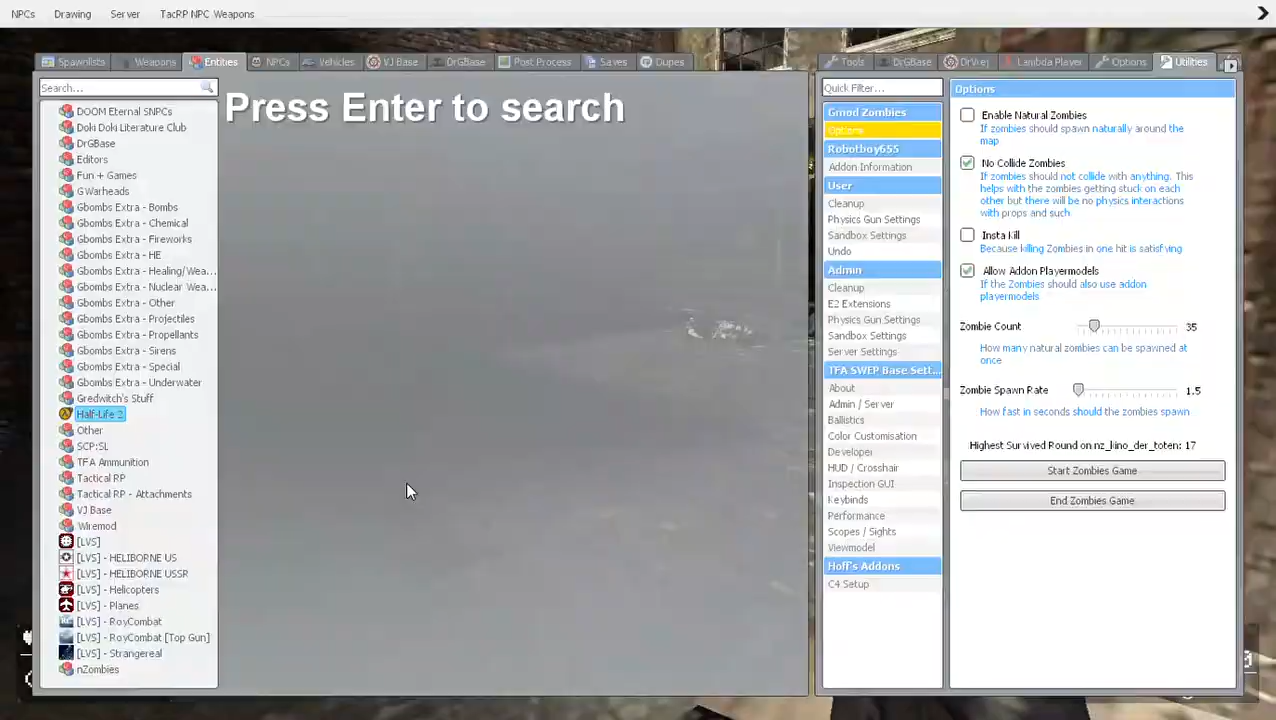 NPCs Drawing Server TacRP NPC Weapons
Spawnlists Weapons Entities NPCs Vehicles VJ Base DrGBase Post Process Saves Dupes
Tools DrGBase DrVrej Lambda Player Options Utilities
Search...
Press Enter to search
DOOM Eternal SNPCs
Doki Doki Literature Club
DrGBase
Editors
Fun + Games
GWarheads
Gbombs Extra - Bombs
Gbombs Extra - Chemical
Gbombs Extra - Fireworks
Gbombs Extra - HE
Gbombs Extra - Healing/Wea...
Gbombs Extra - Nuclear Wea...
Gbombs Extra - Other
Gbombs Extra - Projectiles
Gbombs Extra - Propellants
Gbombs Extra - Sirens
Gbombs Extra - Special
Gbombs Extra - Underwater
Gredwitch's Stuff
Half-Life 2
Other
SCP:SL
TFA Ammunition
Tactical RP
Tactical RP - Attachments
VJ Base
Wiremod
[LVS]
[LVS] - HELIBORNE US
[LVS] - HELIBORNE USSR
[LVS] - Helicopters
[LVS] - Planes
[LVS] - RoyCombat
[LVS] - RoyCombat [Top Gun]
[LVS] - Strangereal
nZombies
Quick Filter...
Gmod Zombies
Options
Robotboy655
Addon Information
User
Cleanup
Physics Gun Settings
Sandbox Settings
Undo
Admin
Cleanup
E2 Extensions
Physics Gun Settings
Sandbox Settings
Server Settings
TFA SWEP Base Sett...
About
Admin / Server
Ballistics
Color Customisation
Developer
HUD / Crosshair
Inspection GUI
Keybinds
Performance
Scopes / Sights
Viewmodel
Hoff's Addons
C4 Setup
Options
Enable Natural Zombies
If zombies should spawn naturally around the
map
No Collide Zombies
If zombies should not collide with anything. This
helps with the zombies getting stuck on each
other but there will be no physics interactions
with props and such
Insta Kill
Because killing Zombies in one hit is satisfying
Allow Addon Playermodels
If the Zombies should also use addon
playermodels
Zombie Count 35
How many natural zombies can be spawned at
once
Zombie Spawn Rate 1.5
How fast in seconds should the zombies spawn
Highest Survived Round on nz_kino_der_toten: 17
Start Zombies Game
End Zombies Game